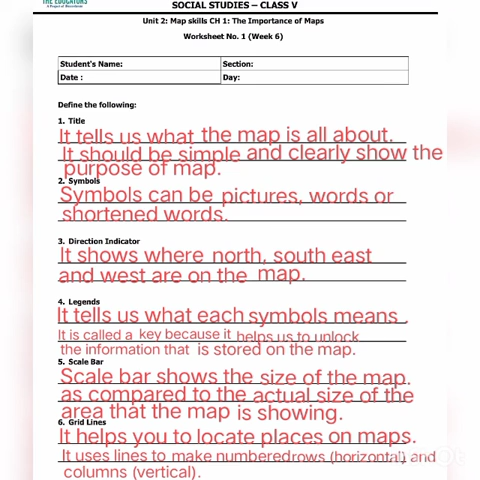 THE EDUCATORS
SOCIAL STUDIES – CLASS V
Unit 2: Map skills CH 1: The Importance of Maps
Worksheet No. 1 (Week 6)
Student's Name: Section:
Date : Day:
Define the following:
1. Title
It tells us what the map is all about.
It should be simple and clearly show the
purpose of map.
2. Symbols
Symbols can be pictures, words or
shortened words.
3. Direction Indicator
It shows where north, south east
and west are on the map.
4. Legends
It tells us what each symbols means .
It is called a key because it helps us to unlock
the information that is stored on the map.
5. Scale Bar
Scale bar shows the size of the map.
as compared to the actual size of the
area that the map is showing.
6. Grid Lines
It helps you to locate places on maps.
It uses lines to make numberedrows (horizontal) and
columns (vertical).